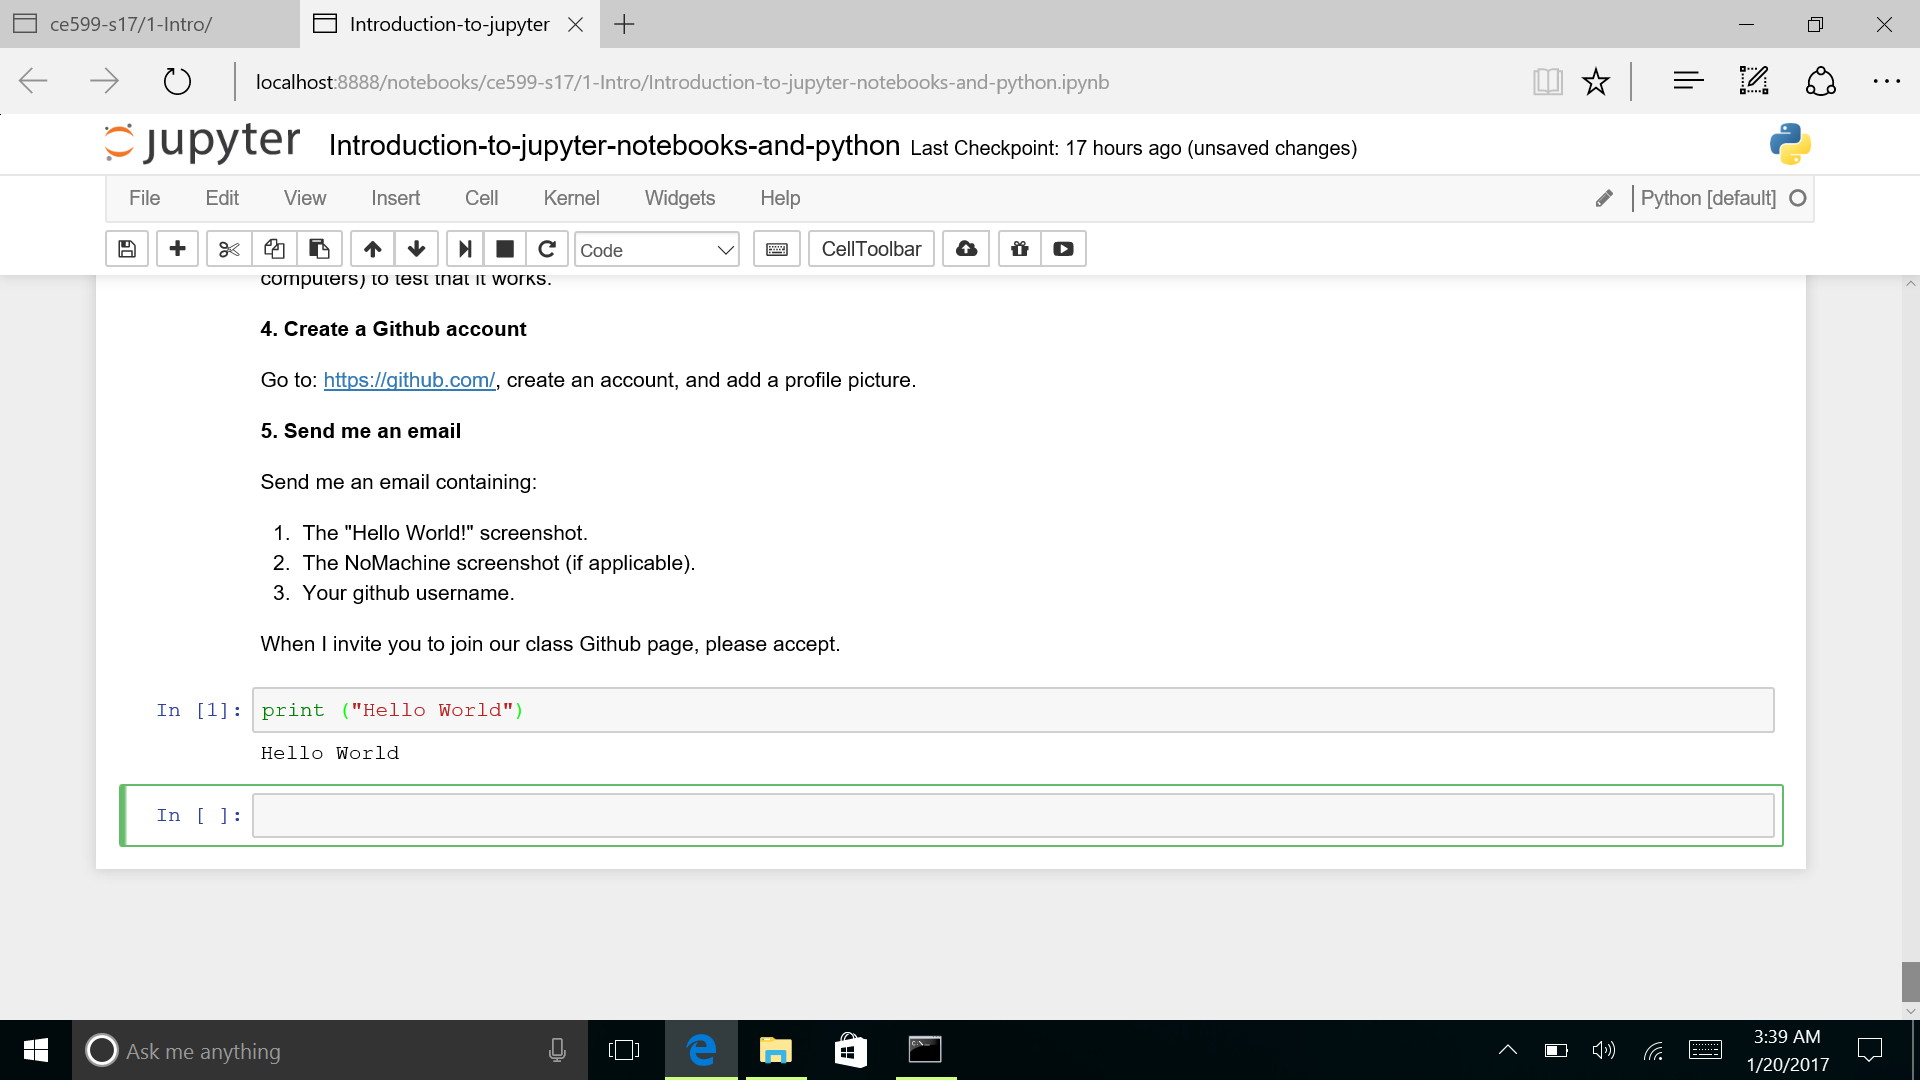 ce599-s17/1-Intro/
Introduction-to-jupyter
localhost:8888/notebooks/ce599-s17/1-Intro/Introduction-to-jupyter-notebooks-and-python.ipynb
jupyter Introduction-to-jupyter-notebooks-and-python Last Checkpoint: 17 hours ago (unsaved changes)
File Edit View Insert Cell Kernel Widgets Help Python [default]
Code CellToolbar
computers) to test that it works.
4. Create a Github account
Go to: https://github.com/, create an account, and add a profile picture.
5. Send me an email
Send me an email containing:
1. The "Hello World!" screenshot.
2. The NoMachine screenshot (if applicable).
3. Your github username.
When I invite you to join our class Github page, please accept.
In [1]: print ("Hello World")
Hello World
In [ ]:
Ask me anything
3:39 AM
1/20/2017